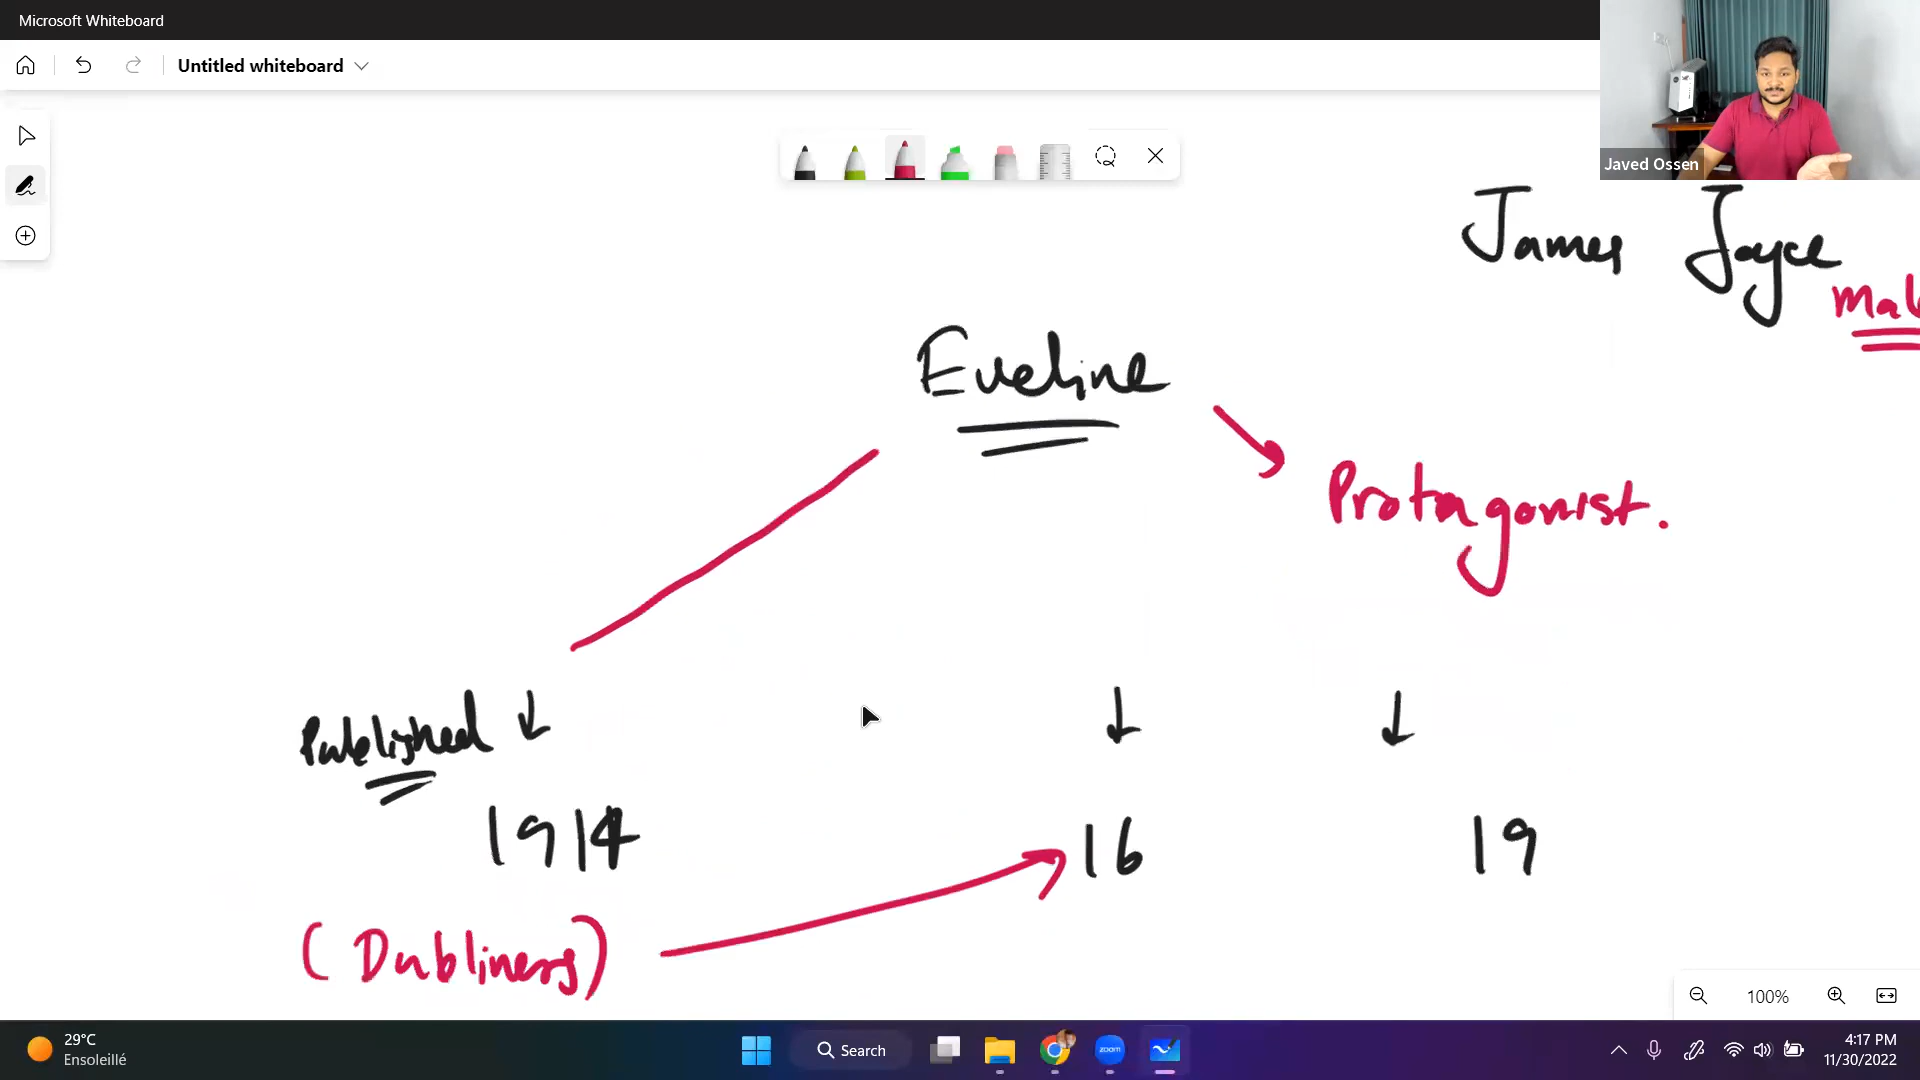 Microsoft Whiteboard
Untitled whiteboard
Javed Ossen
James Joyce
Eveline
Protagonist.
Published ↓ ↓ ↓
1914 16 19
(Dubliners)
100%
29°C
Ensoleillé
Search
zoom
4:17 PM
11/30/2022